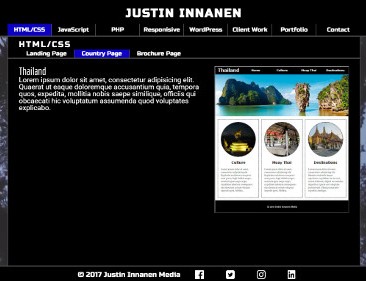 JUSTIN INNANEN
HTML/CSS JavaScript PHP Responsive WordPress Client Work Portfolio Contact
HTML/CSS
Landing Page Country Page Brochure Page
Thailand
Lorem ipsum dolor sit amet, consectetur adipisicing elit.
Quaerat ut eaque doloremque accusantium quia, tempora
quos, expedita, mollitia nobis saepe similique, officiis qui
obcaecati hic voluptatum assumenda quod voluptates
explicabo.
Thailand Home Culture Muay Thai Destinations
Culture Muay Thai Destinations
© 2017 Justin Innanen Media